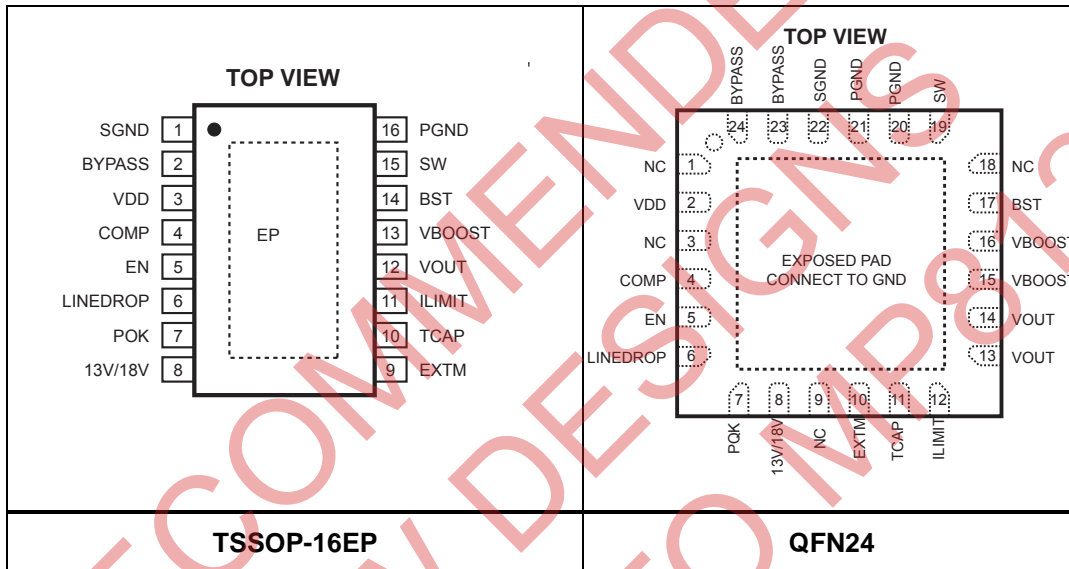 TOP VIEW
SGND 1
BYPASS 2
VDD 3
COMP 4
EN 5
LINEDROP 6
POK 7
13V/18V 8
16 PGND
15 SW
14 BST
13 VBOOST
12 VOUT
11 ILIMIT
10 TCAP
9 EXTM
EP
TSSOP-16EP
TOP VIEW
BYPASS 24
BYPASS 23
SGND 22
PGND 21
PGND 20
SW 19
NC 1
VDD 2
NC 3
COMP 4
EN 5
LINEDROP 6
18 NC
17 BST
16 VBOOST
15 VBOOST
14 VOUT
13 VOUT
EXPOSED PAD
CONNECT TO GND
7 PQK
8 13V/18V
9 NC
10 EXTM
11 TCAP
12 ILIMIT
QFN24
ECOMMENDE
W DESIGNS
TO MP812